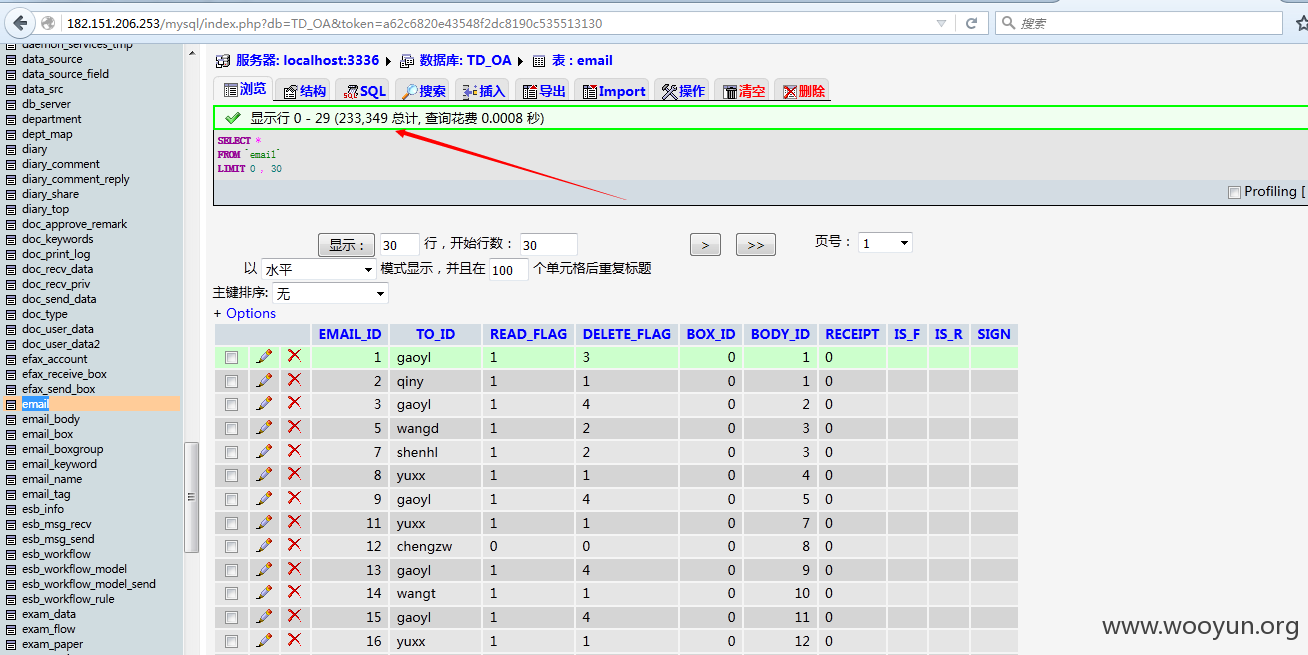 182.151.206.253/mysql/index.php?db=TD_OA&token=a62c6820e43548f2dc8190c535513130
搜索
daemon_services_tmp
data_source
data_source_field
data_src
db_server
department
dept_map
diary
diary_comment
diary_comment_reply
diary_share
diary_top
doc_approve_remark
doc_keywords
doc_print_log
doc_recv_data
doc_recv_priv
doc_send_data
doc_type
doc_user_data
doc_user_data2
efax_account
efax_receive_box
efax_send_box
email
email_body
email_box
email_boxgroup
email_keyword
email_name
email_tag
esb_info
esb_msg_recv
esb_msg_send
esb_workflow
esb_workflow_model
esb_workflow_model_send
esb_workflow_rule
exam_data
exam_flow
exam_paper
服务器: localhost:3336 ▸ 数据库: TD_OA ▸ 表 : email
浏览 结构 SQL 搜索 插入 导出 Import 操作 清空 删除
显示行 0 - 29 (233,349 总计, 查询花费 0.0008 秒)
SELECT *
FROM `email`
LIMIT 0 , 30
Profiling [
显示 : 30 行，开始行数： 30 > >> 页号： 1
以 水平 模式显示，并且在 100 个单元格后重复标题
主键排序: 无
+ Options
EMAIL_ID TO_ID READ_FLAG DELETE_FLAG BOX_ID BODY_ID RECEIPT IS_F IS_R SIGN
1 gaoyl 1 3 0 1 0
2 qiny 1 1 0 1 0
3 gaoyl 1 4 0 2 0
5 wangd 1 2 0 3 0
7 shenhl 1 2 0 3 0
8 yuxx 1 1 0 4 0
9 gaoyl 1 4 0 5 0
11 yuxx 1 1 0 7 0
12 chengzw 0 0 0 8 0
13 gaoyl 1 4 0 9 0
14 wangt 1 1 0 10 0
15 gaoyl 1 4 0 11 0
16 yuxx 1 1 0 12 0
www.wooyun.org